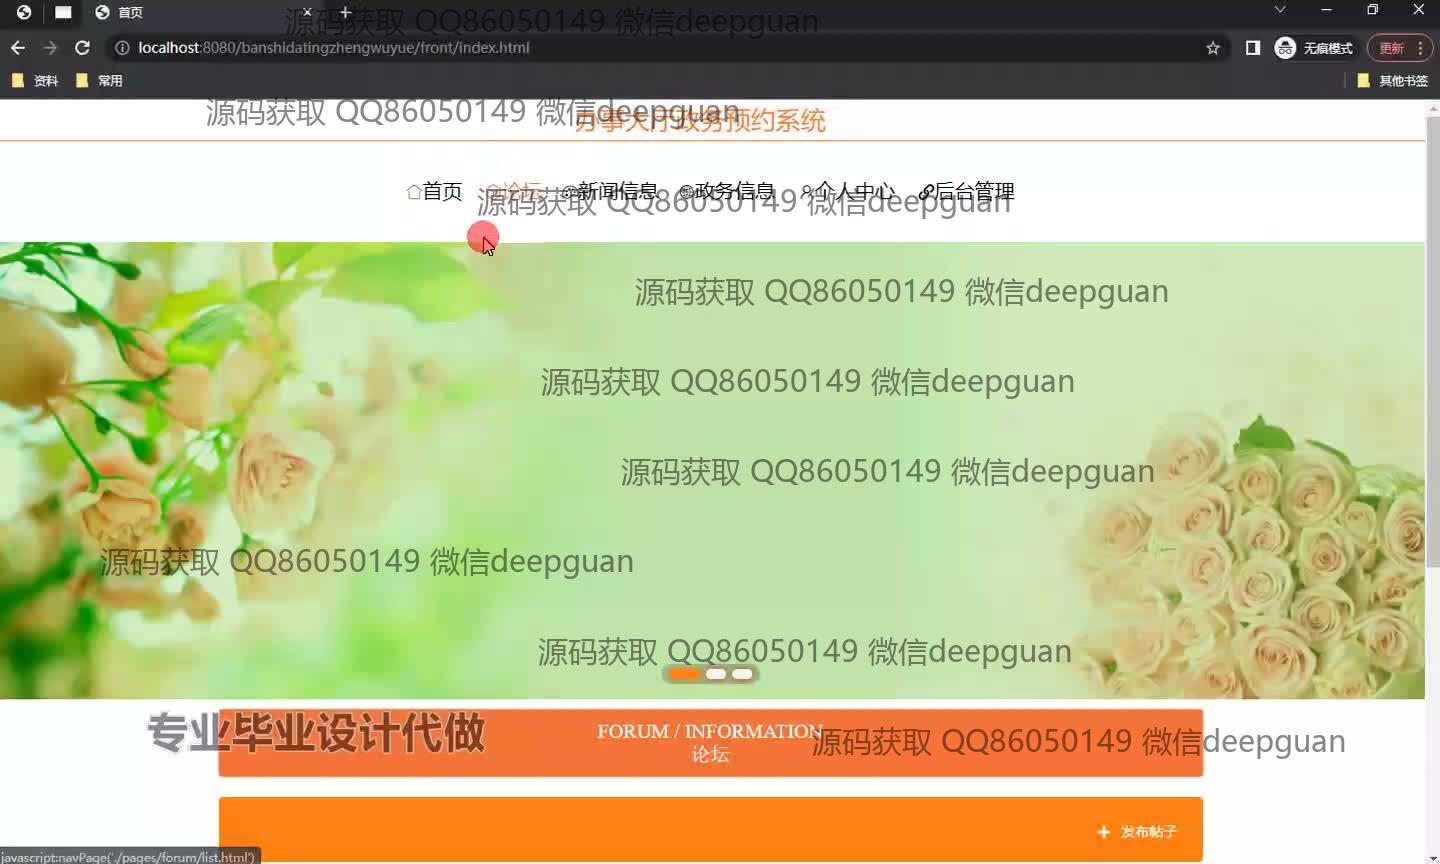 首页
源码获取 QQ86050149 微信deepguan
localhost:8080/banshidatingzhengwuyue/front/index.html
无痕模式
更新
资料
常用
其他书签
源码获取 QQ86050149 微信deepguan
办事大厅政务预约系统
首页
论坛
新闻信息
政务信息
个人中心
后台管理
源码获取 QQ86050149 微信deepguan
源码获取 QQ86050149 微信deepguan
源码获取 QQ86050149 微信deepguan
源码获取 QQ86050149 微信deepguan
源码获取 QQ86050149 微信deepguan
源码获取 QQ86050149 微信deepguan
专业毕业设计代做
FORUM / INFORMATION
论坛
源码获取 QQ86050149 微信deepguan
发布帖子
javascript:navPage('./pages/forum/list.html')